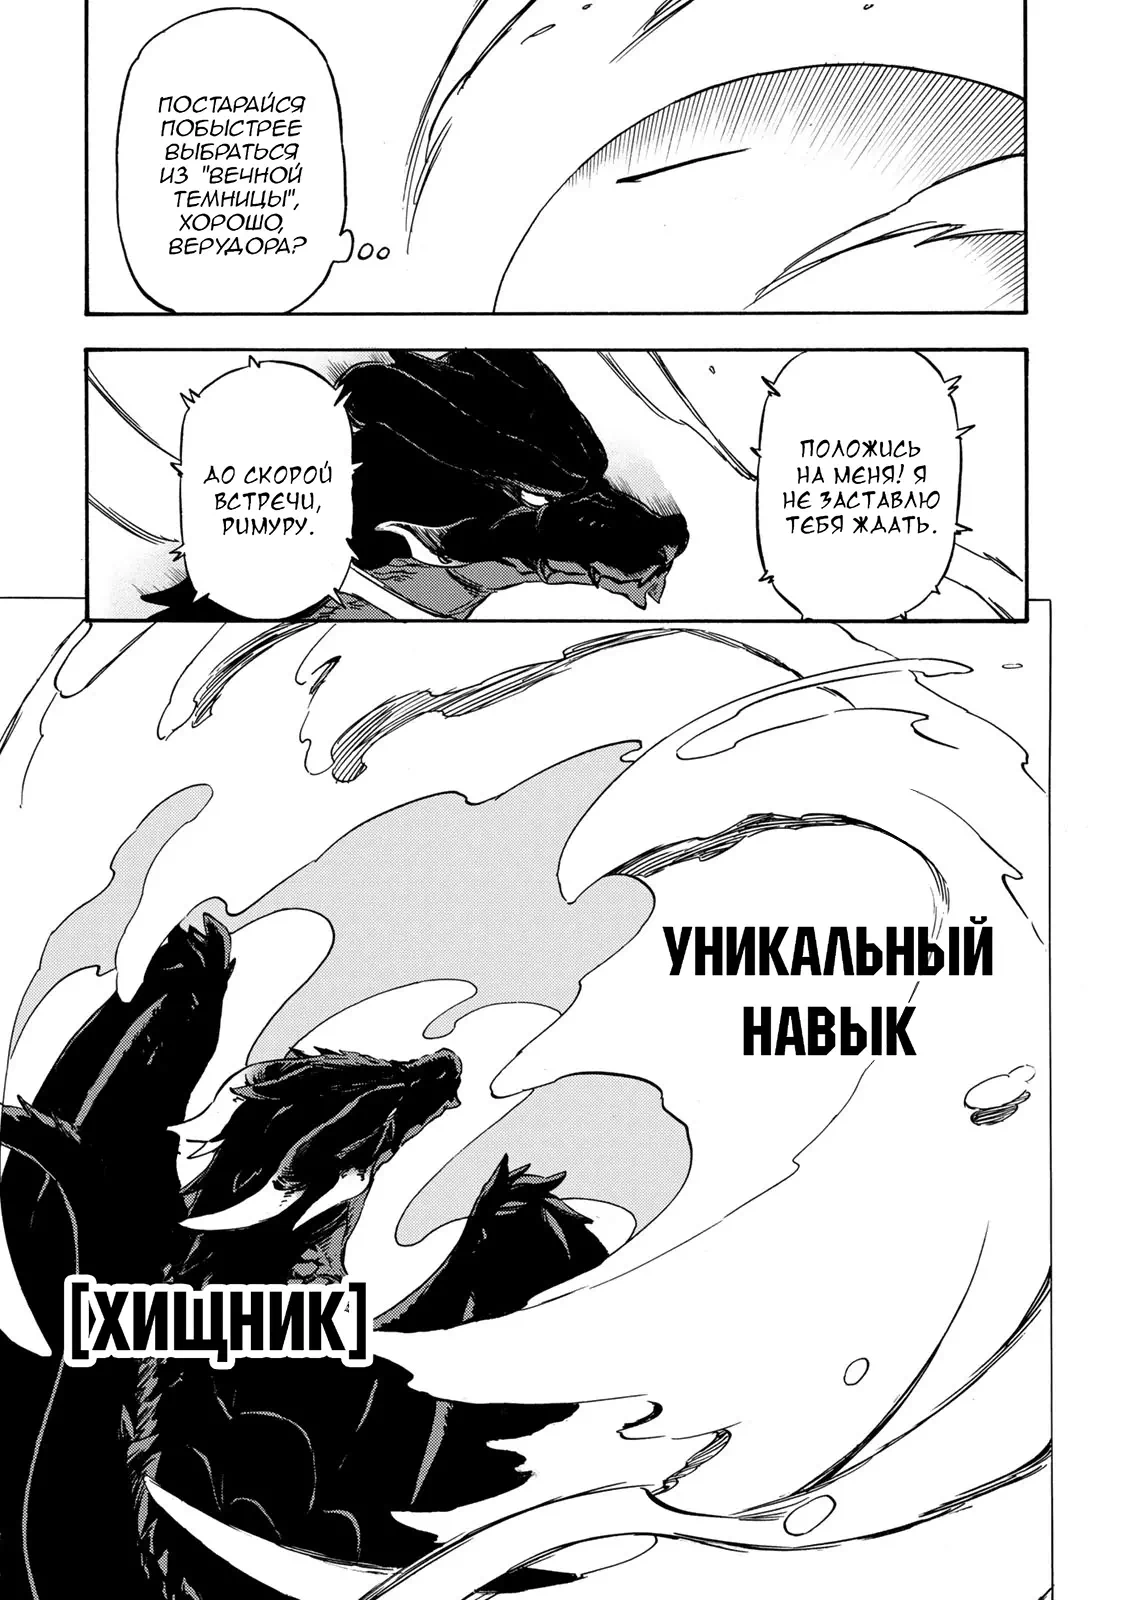 ПОСТАРАЙСЯ
ПОБЫСТРЕЕ
ВЫБРАТЬСЯ
ИЗ "ВЕЧНОЙ
ТЕМНИЦЫ",
ХОРОШО,
ВЕРУДОРА?
ПОЛОЖИСЬ
НА МЕНЯ! Я
НЕ ЗАСТАВЛЮ
ТЕБЯ ЖДАТЬ.
ДО СКОРОЙ
ВСТРЕЧИ,
РИМУРУ.
УНИКАЛЬНЫЙ
НАВЫК
[ХИЩНИК]